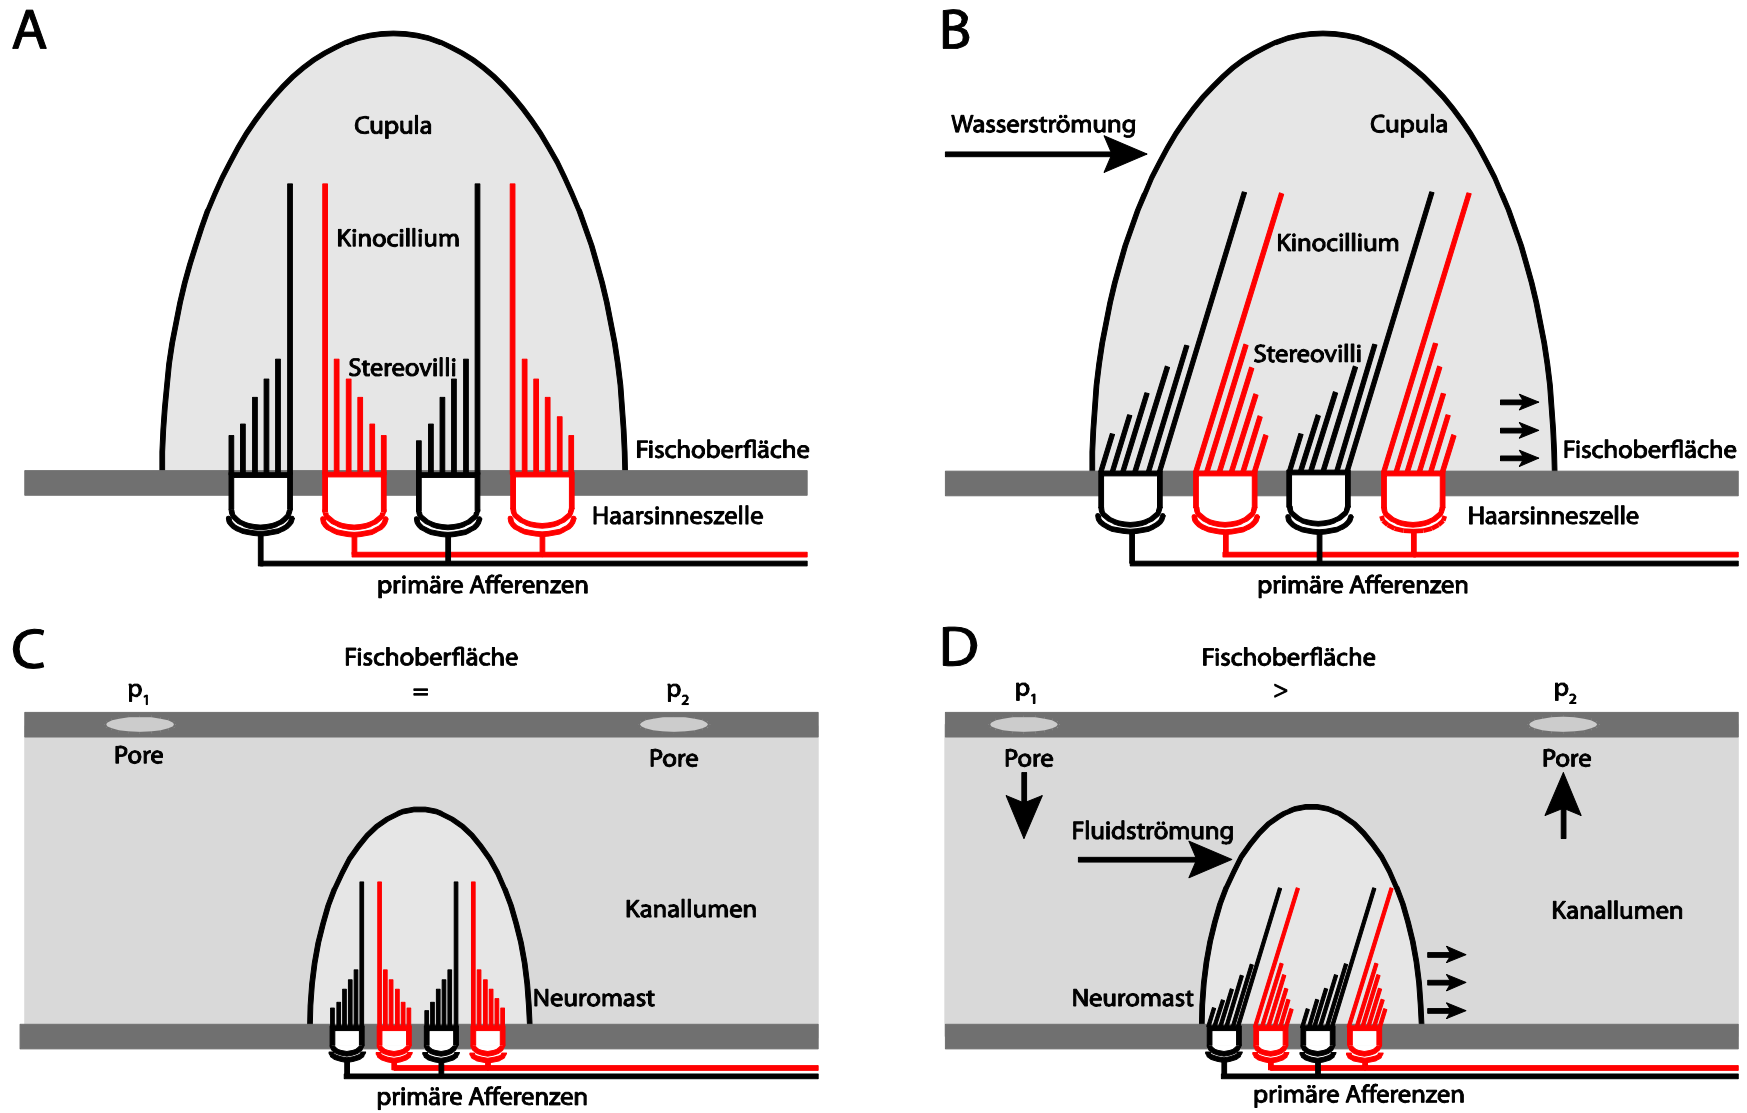 A
Cupula
Kinocillium
Stereovilli
Fischoberfläche
Haarsinneszelle
primäre Afferenzen
B
Wasserströmung
Cupula
Kinocillium
Stereovilli
Fischoberfläche
Haarsinneszelle
primäre Afferenzen
C
Fischoberfläche
p1 = p2
Pore Pore
Kanallumen
Neuromast
primäre Afferenzen
D
Fischoberfläche
p1 > p2
Pore Pore
Fluidströmung
Kanallumen
Neuromast
primäre Afferenzen